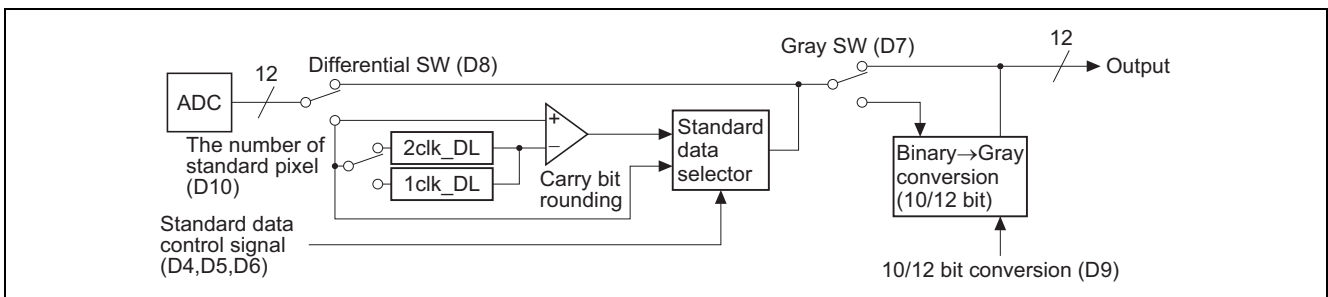 12
Differential SW (D8)
Gray SW (D7)
12
Output
ADC
The number of
standard pixel
(D10)
2clk_DL
1clk_DL
+
−
Carry bit
rounding
Standard
data
selector
Binary→Gray
conversion
(10/12 bit)
Standard data
control signal
(D4,D5,D6)
10/12 bit conversion (D9)